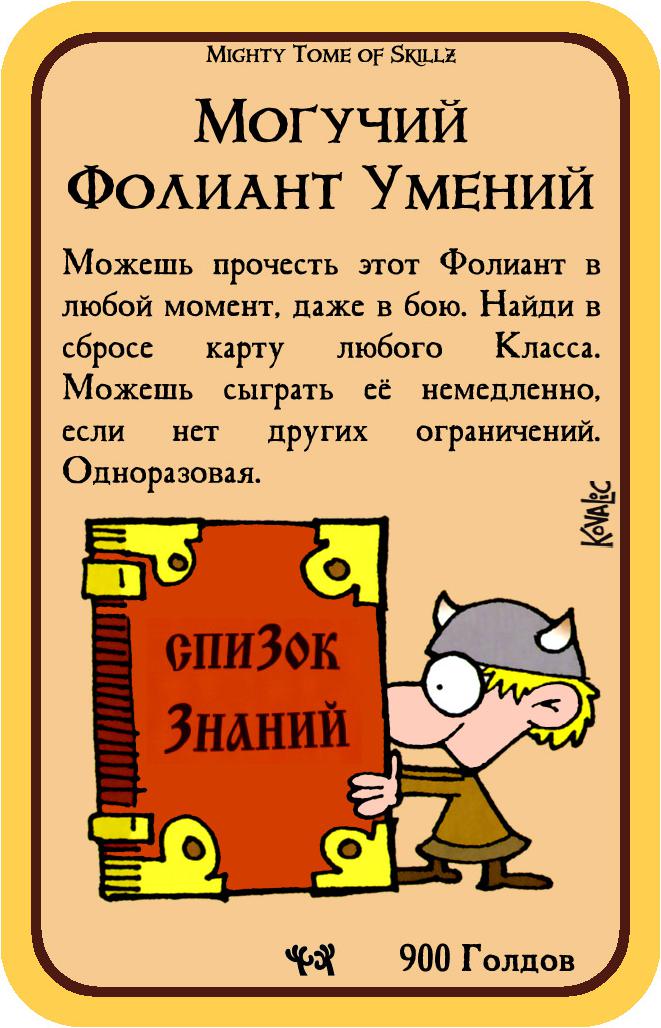 Mighty Tome of Skillz
Могучий
Фолиант Умений
Можешь прочесть этот Фолиант в
любой момент, даже в бою. Найди в
сбросе карту любого Класса.
Можешь сыграть её немедленно,
если нет других ограничений.
Одноразовая.
Kovalic
спиЗок
Знаний
900 Голдов